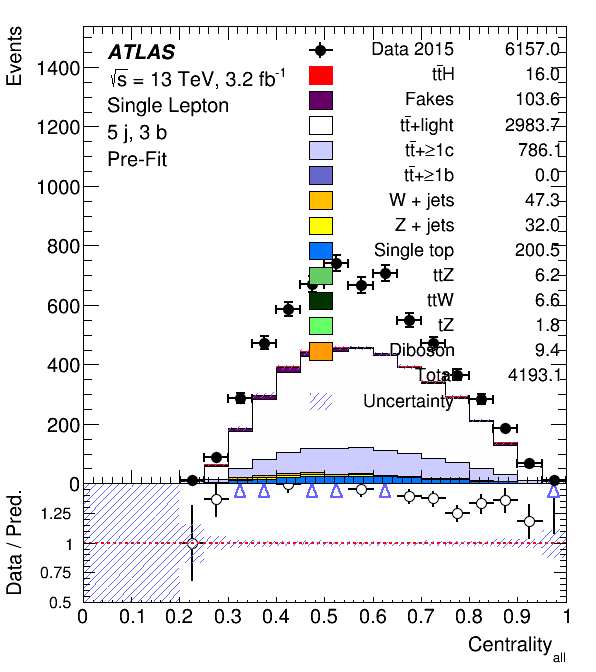 Events
ATLAS
√s = 13 TeV, 3.2 fb⁻¹
Single Lepton
5 j, 3 b
Pre-Fit
Data 2015 6157.0
tt̄H 16.0
Fakes 103.6
tt̄+light 2983.7
tt̄+≥1c 786.1
tt̄+≥1b 0.0
W + jets 47.3
Z + jets 32.0
Single top 200.5
ttZ 6.2
ttW 6.6
tZ 1.8
Diboson 9.4
Total 4193.1
Uncertainty
1400
1200
1000
800
600
400
200
0
Data / Pred.
1.25
1
0.75
0.5
0 0.1 0.2 0.3 0.4 0.5 0.6 0.7 0.8 0.9 1
Centrality_all